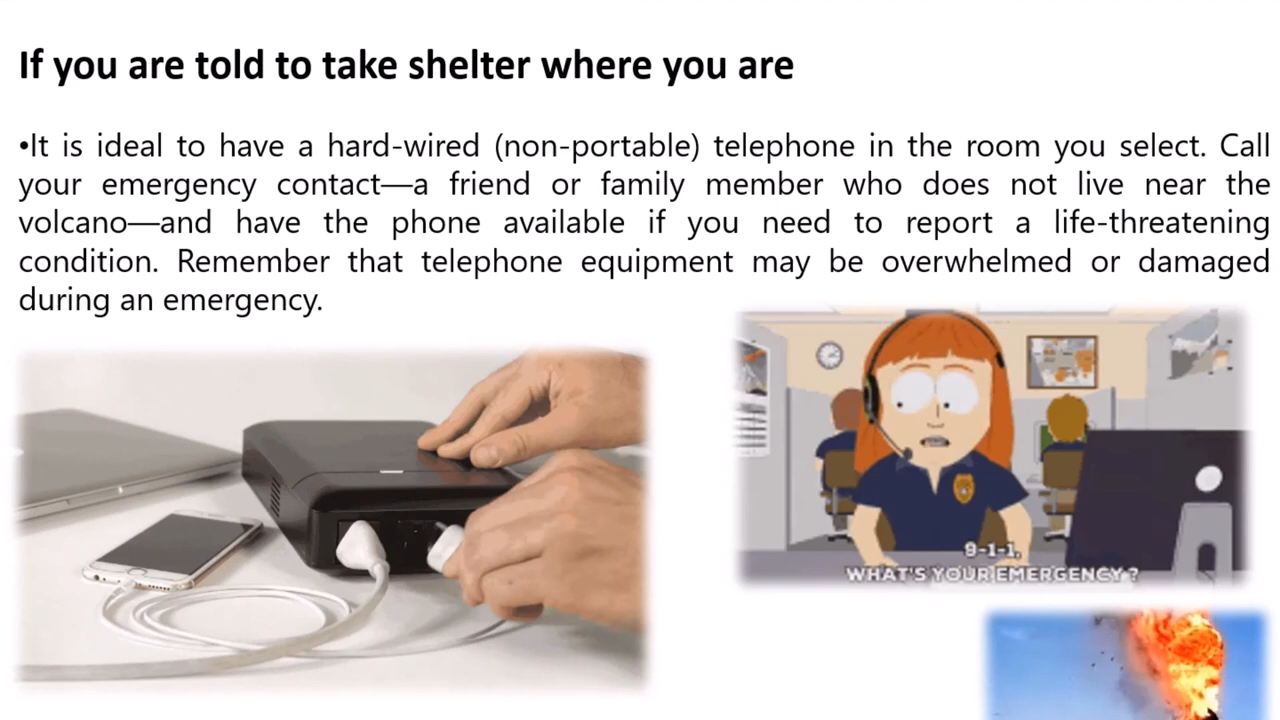 If you are told to take shelter where you are
•It is ideal to have a hard-wired (non-portable) telephone in the room you select. Call
your emergency contact—a friend or family member who does not live near the
volcano—and have the phone available if you need to report a life-threatening
condition. Remember that telephone equipment may be overwhelmed or damaged
during an emergency.
9-1-1,
WHAT'S YOUR EMERGENCY?